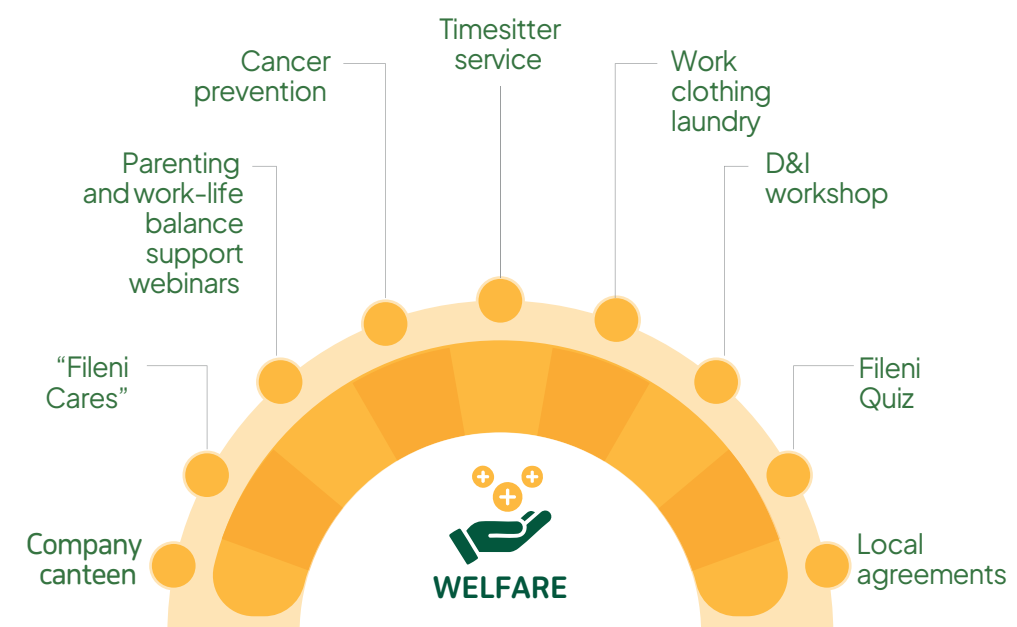 Timesitter
service
Cancer
prevention
Work
clothing
laundry
Parenting
and work-life
balance
support
webinars
D&I
workshop
“Fileni
Cares”
Fileni
Quiz
Company
canteen
Local
agreements
WELFARE